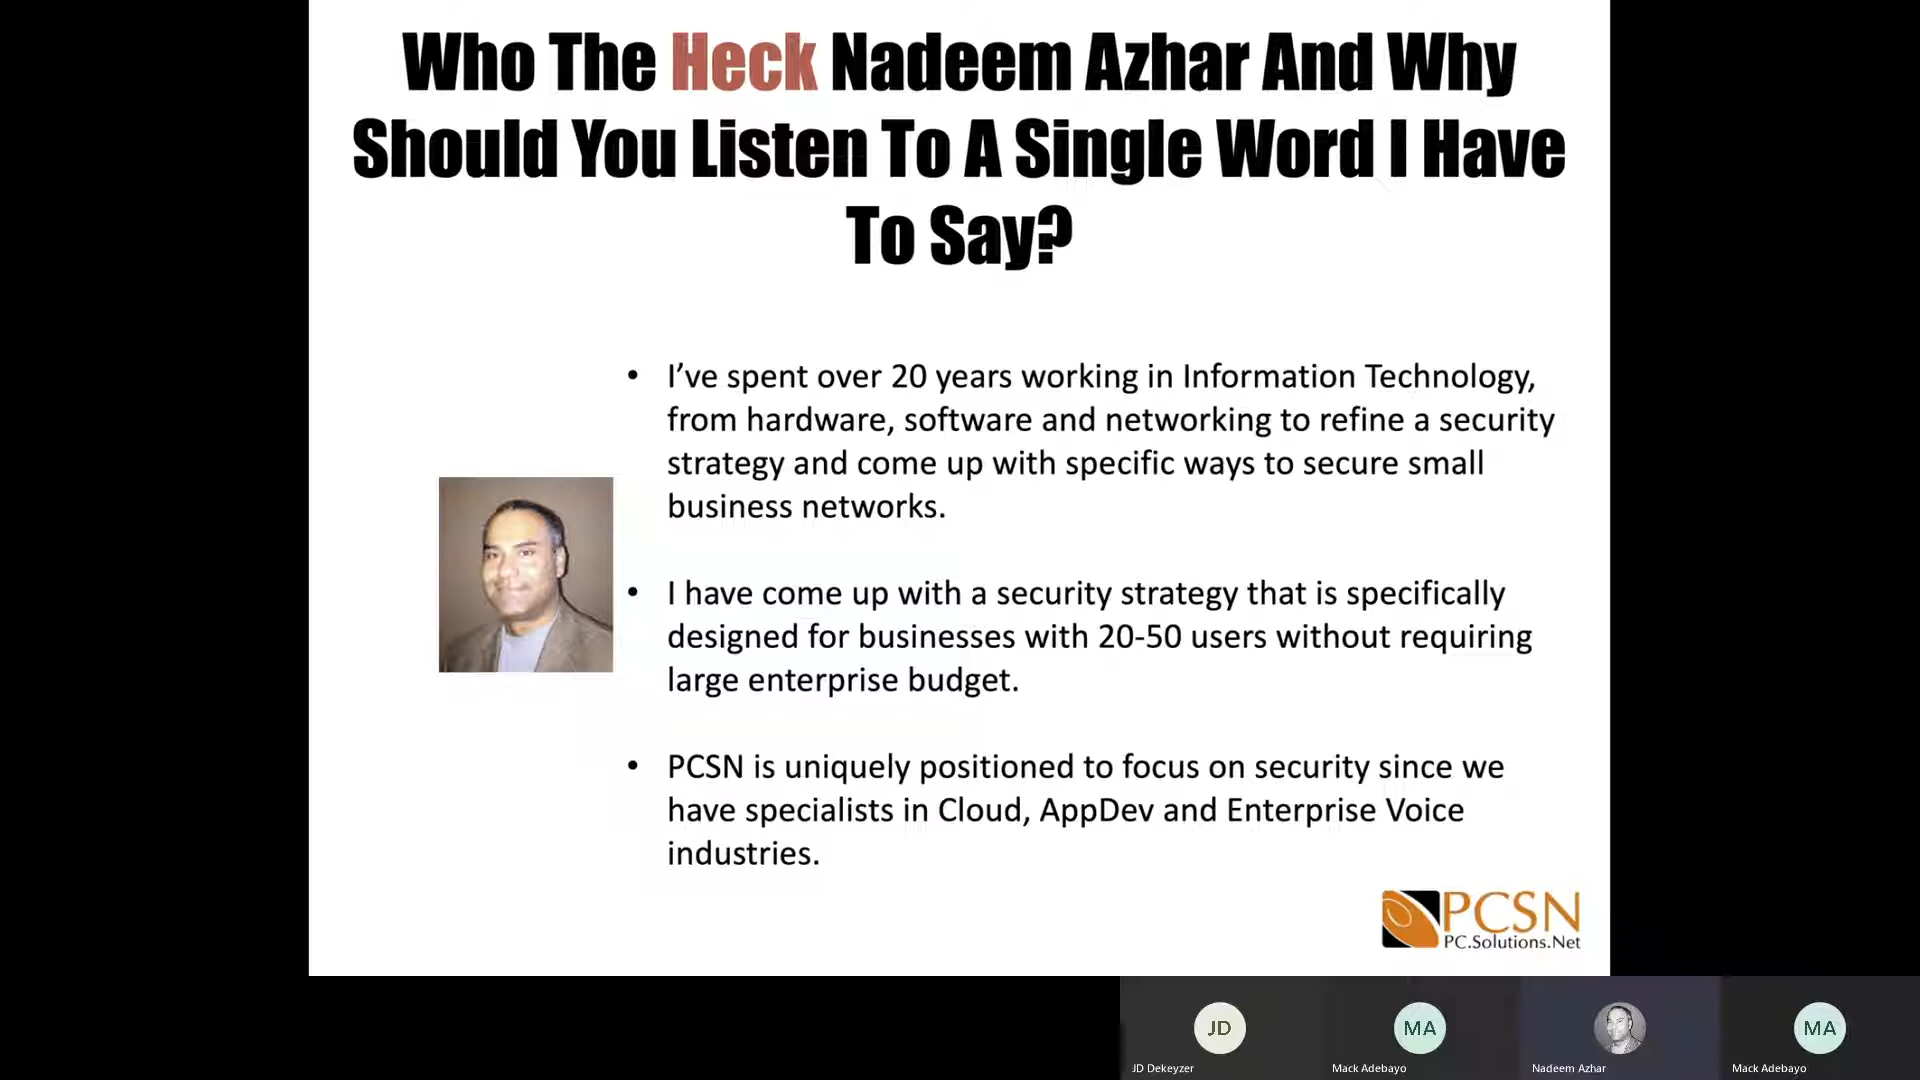 Who The Heck Nadeem Azhar And Why
Should You Listen To A Single Word I Have
To Say?
• I’ve spent over 20 years working in Information Technology,
from hardware, software and networking to refine a security
strategy and come up with specific ways to secure small
business networks.
• I have come up with a security strategy that is specifically
designed for businesses with 20-50 users without requiring
large enterprise budget.
• PCSN is uniquely positioned to focus on security since we
have specialists in Cloud, AppDev and Enterprise Voice
industries.
PCSN
PC.Solutions.Net
JD
MA
MA
JD Dekeyzer
Mack Adebayo
Nadeem Azhar
Mack Adebayo